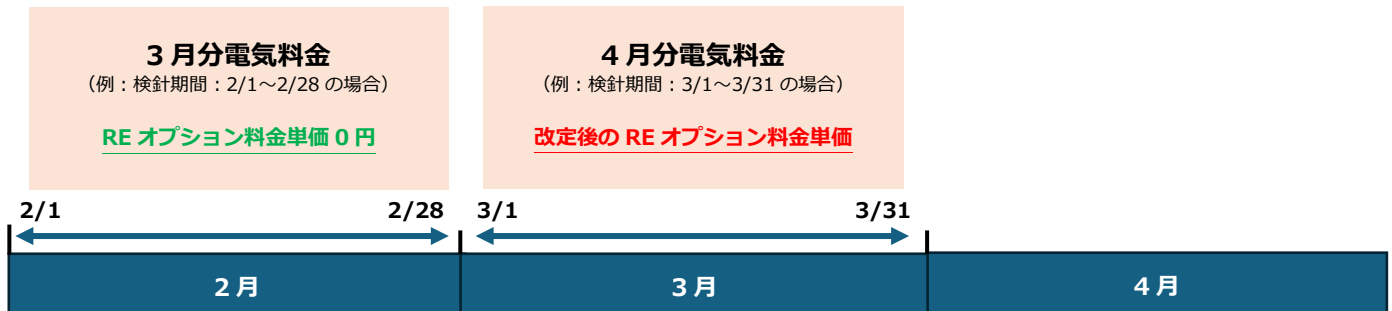 3月分電気料金
（例：検針期間：2/1～2/28 の場合）
RE オプション料金単価 0 円
4月分電気料金
（例：検針期間：3/1～3/31 の場合）
改定後の RE オプション料金単価
2/1 2/28 3/1 3/31
2月 3月 4月